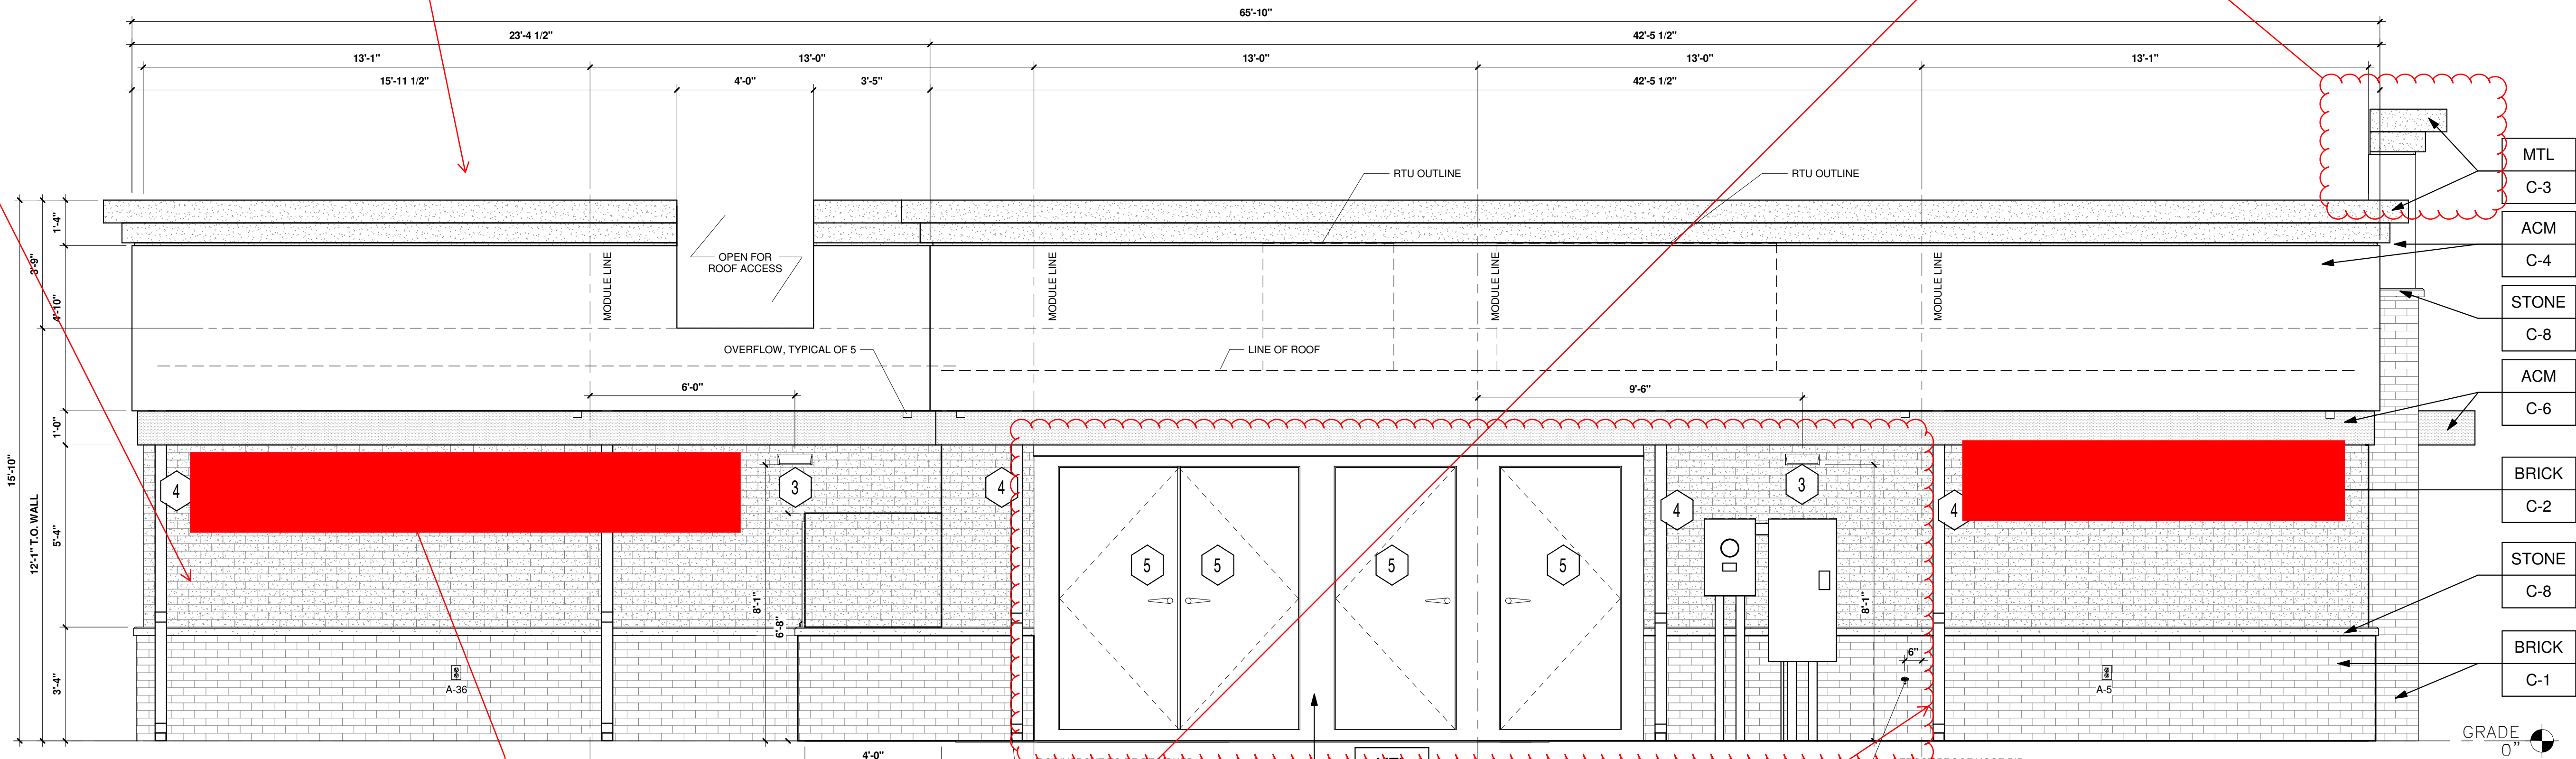 65'-10"
23'-4 1/2"
42'-5 1/2"
13'-1"
13'-0"
13'-0"
13'-0"
13'-1"
15'-11 1/2"
4'-0"
3'-5"
42'-5 1/2"
RTU OUTLINE
RTU OUTLINE
MTL
C-3
ACM
C-4
STONE
C-8
ACM
C-6
BRICK
C-2
STONE
C-8
BRICK
C-1
OPEN FOR
ROOF ACCESS
MODULE LINE
MODULE LINE
MODULE LINE
MODULE LINE
OVERFLOW, TYPICAL OF 5
LINE OF ROOF
6'-0"
9'-6"
15'-10"
12'-1" T.O. WALL
3'-9"
1'-4"
4'-10"
1'-0"
5'-4"
3'-4"
4
3
4
5
5
5
5
4
3
4
8'-1"
6'-8"
8'-1"
6"
A-36
A-5
4'-0"
GRADE
0"